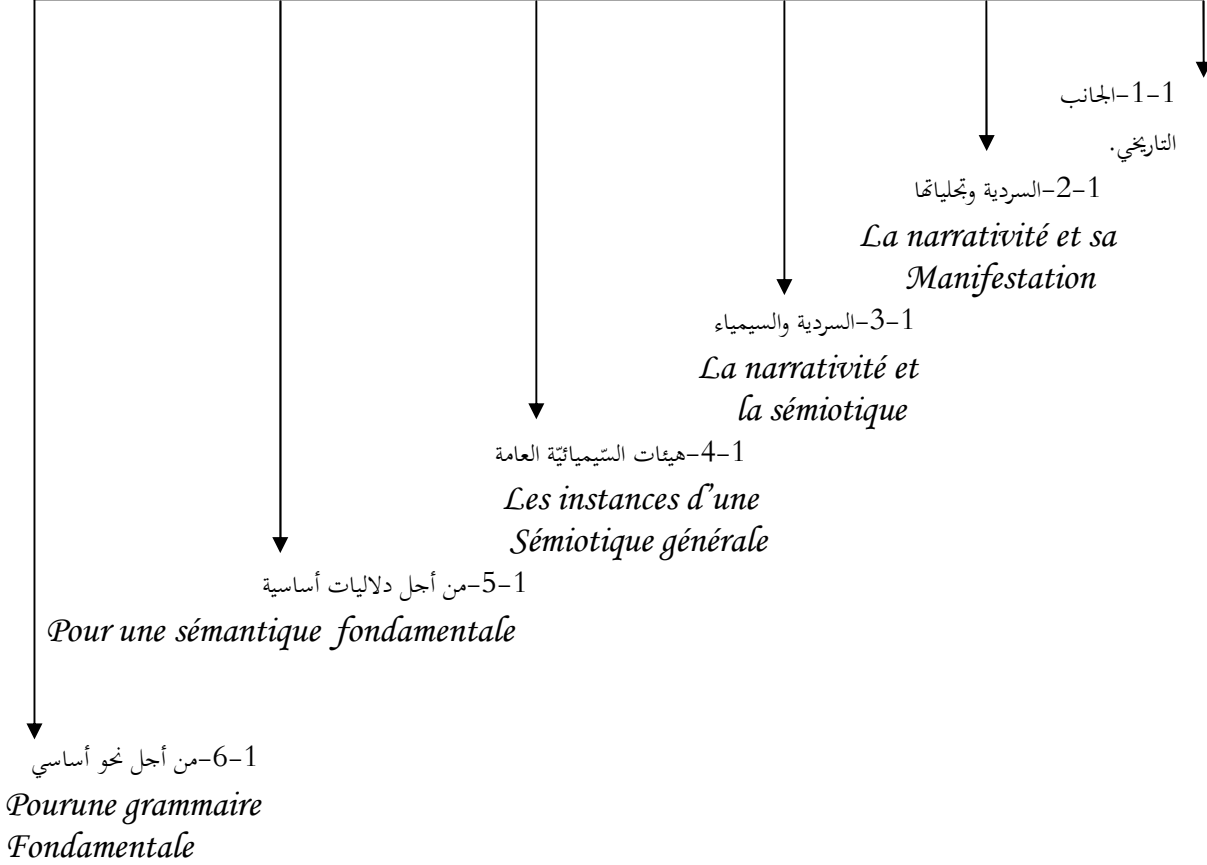 1-1-الجانب
التاريخي.
1-2-السردية وتجلياتها
La narrativité et sa
Manifestation
1-3-السردية والسيمياء
La narrativité et
la sémiotique
1-4-هيئات السّيميائيّة العامة
Les instances d’une
Sémiotique générale
1-5-من أجل دلاليات أساسية
Pour une sémantique fondamentale
1-6-من أجل نحو أساسي
Pourune grammaire
Fondamentale